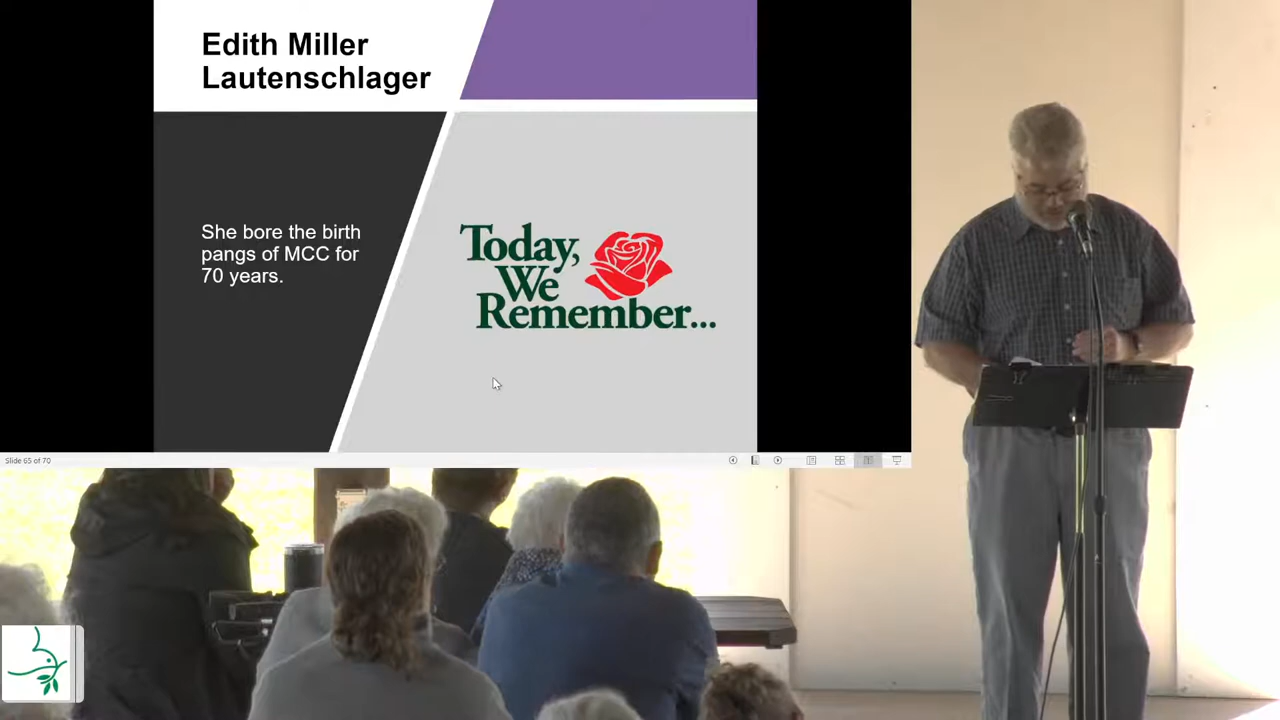 Edith Miller
Lautenschlager
She bore the birth
pangs of MCC for
70 years.
Today,
We
Remember...
Slide 65 of 70